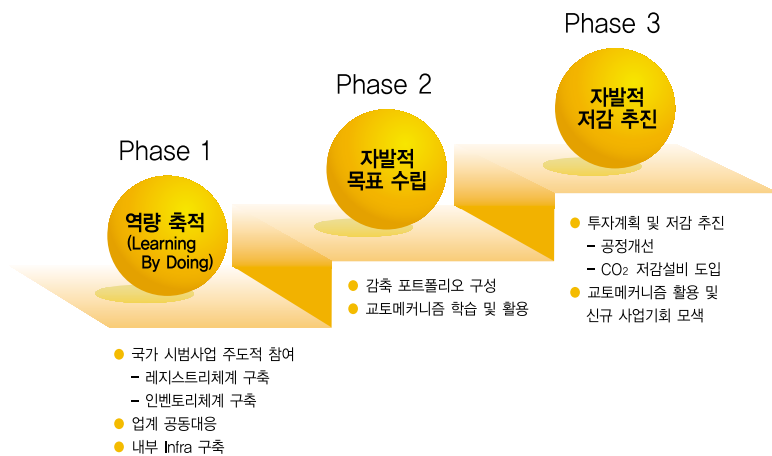 Phase 1
역량 축적
(Learning
By Doing)
국가 시범사업 주도적 참여
– 레지스트리체계 구축
– 인벤토리체계 구축
업계 공동대응
내부 Infra 구축
Phase 2
자발적
목표 수립
감축 포트폴리오 구성
교토메커니즘 학습 및 활용
Phase 3
자발적
저감 추진
투자계획 및 저감 추진
– 공정개선
– CO₂ 저감설비 도입
교토메커니즘 활용 및
신규 사업기회 모색